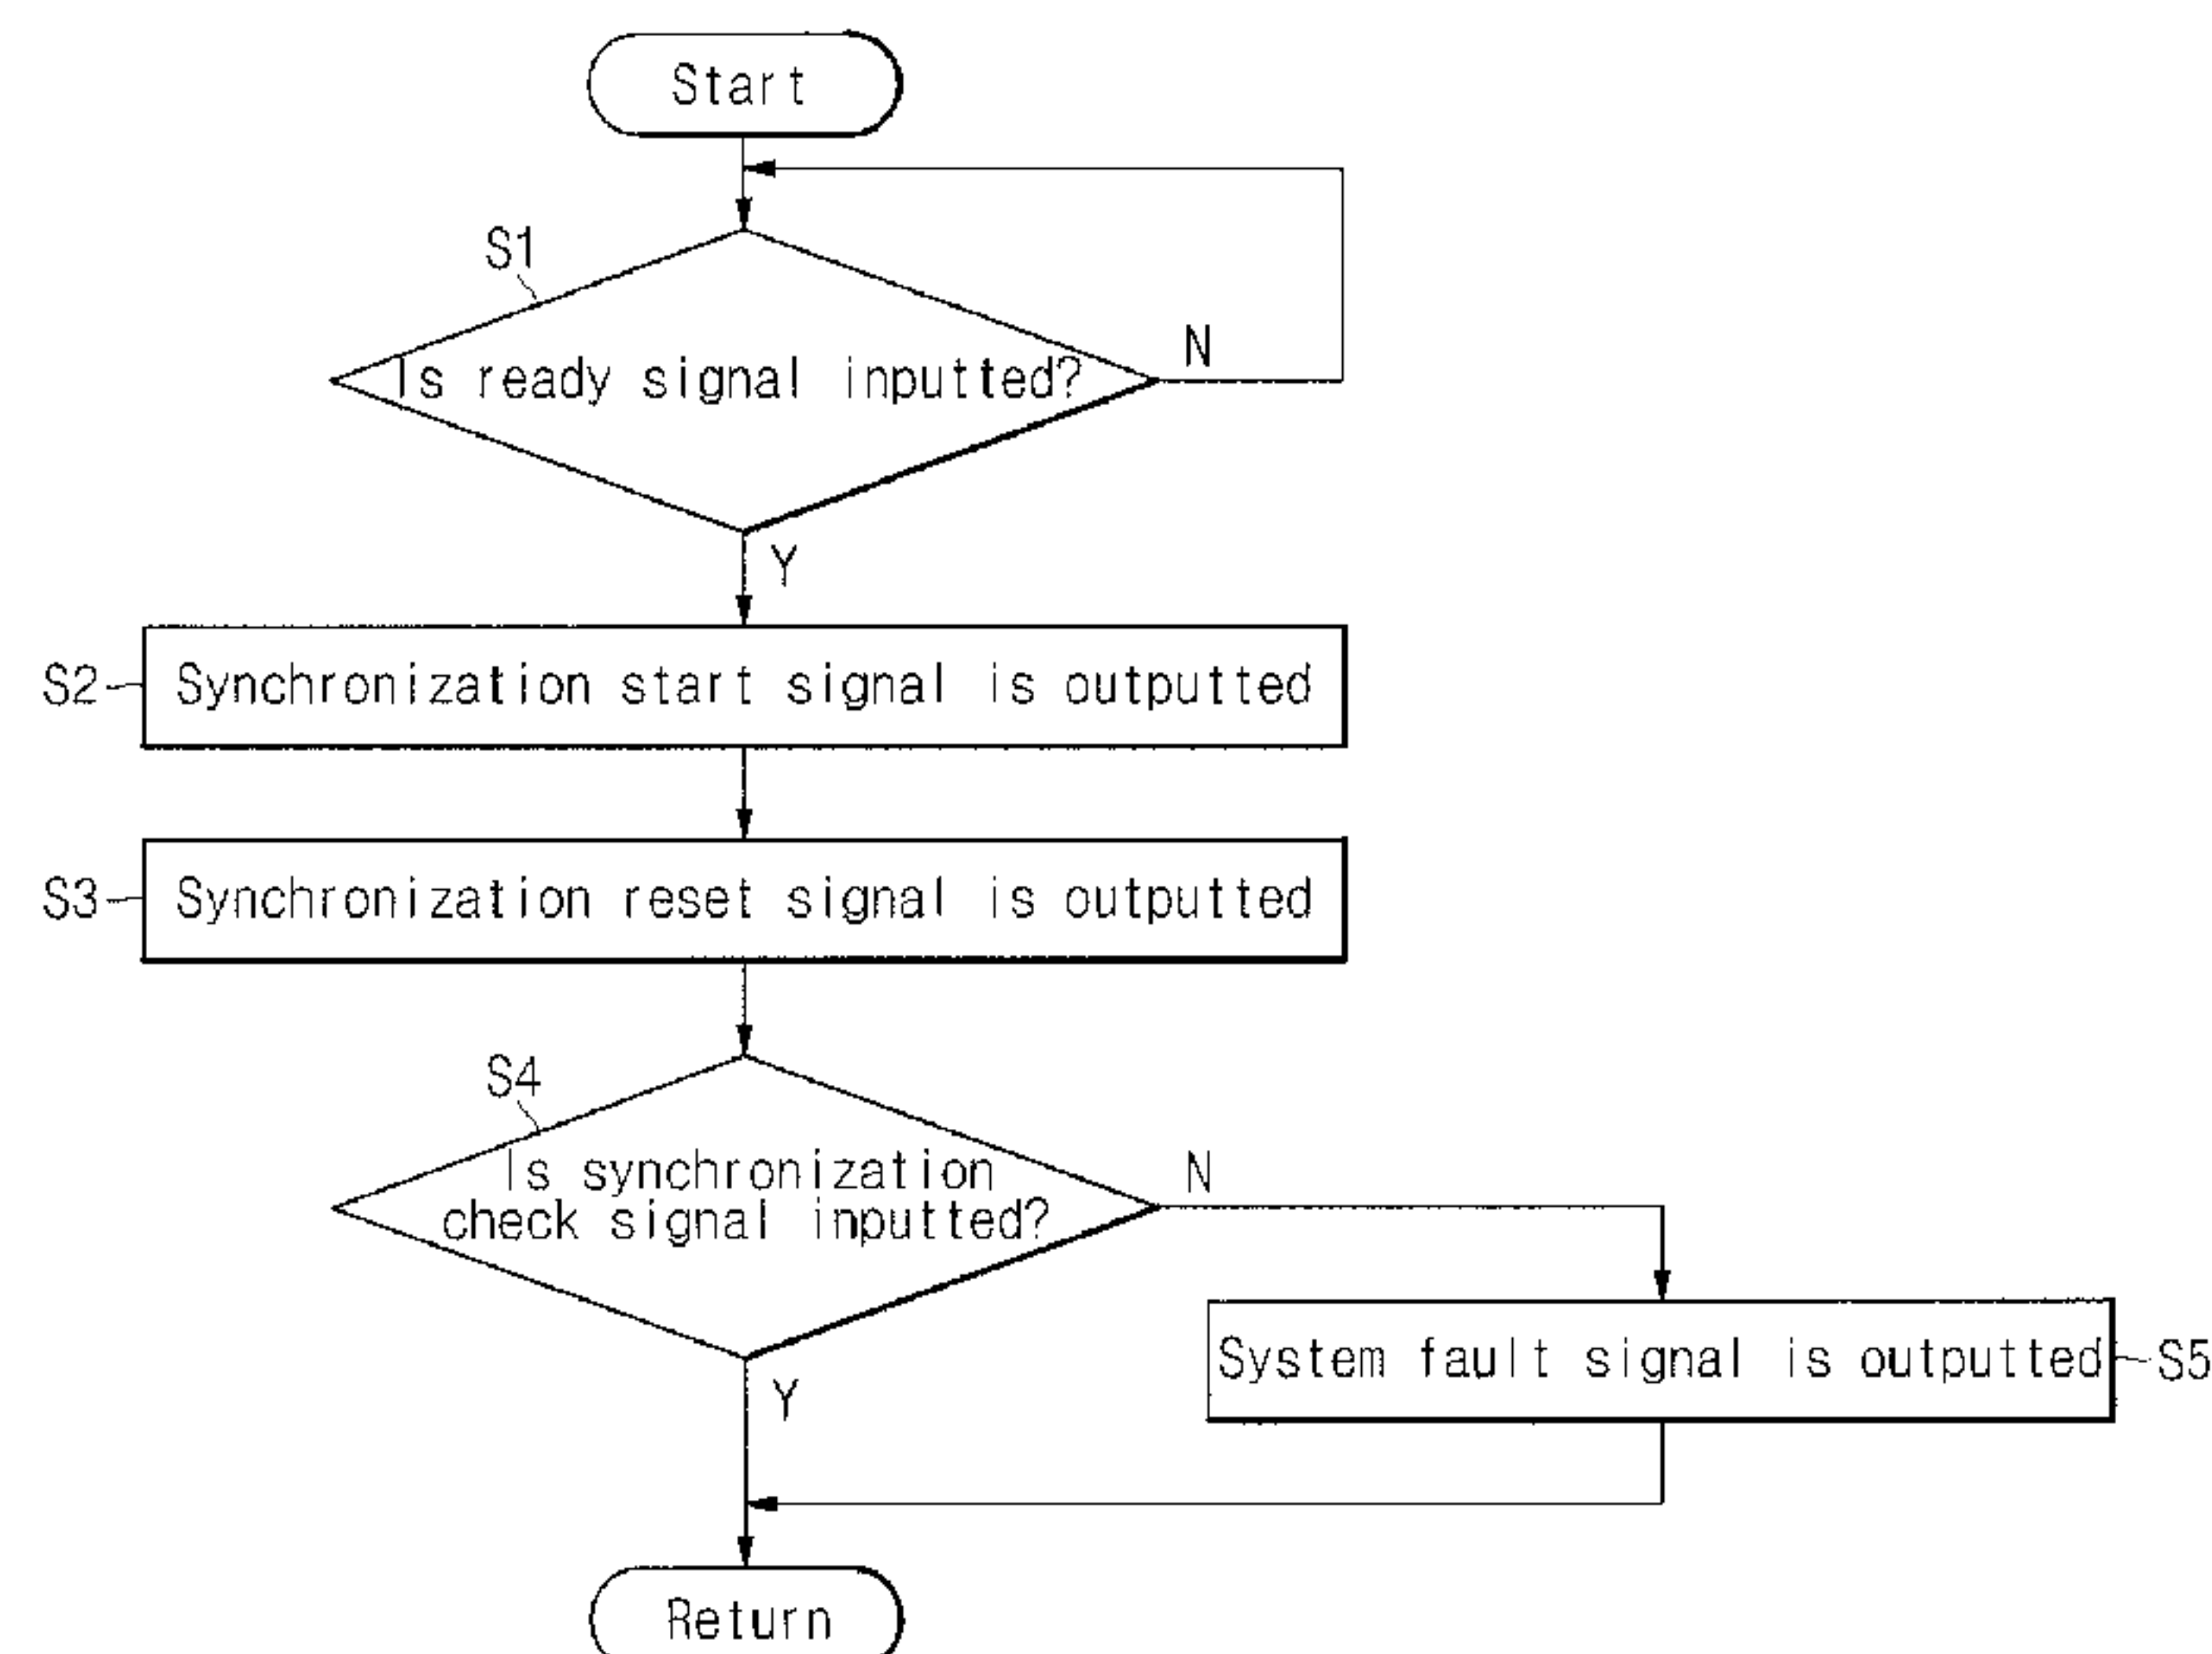 Start
S1
Is ready signal inputted?
N
Y
S2
Synchronization start signal is outputted
S3
Synchronization reset signal is outputted
S4
Is synchronization
check signal inputted?
N
System fault signal is outputted
S5
Y
Return